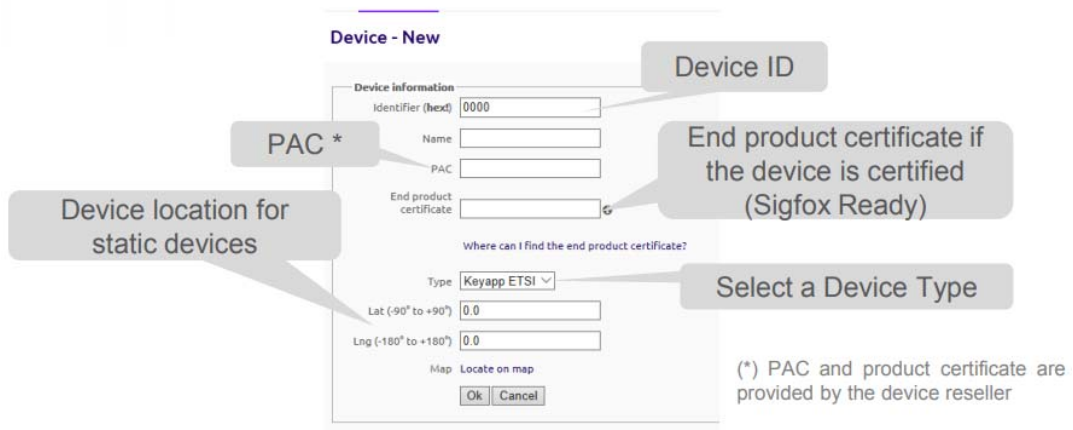 Device - New
Device ID
Device information
Identifier (hex!) 0000
PAC *
Name
End product certificate if
the device is certified
(Sigfox Ready)
PAC
End product
certificate
Device location for
static devices
Where can I find the end product certificate?
Type Keyapp ETSI
Select a Device Type
Lat (-90° to +90°) 0.0
Lng (-180° to +180°) 0.0
Map Locate on map
Ok Cancel
(*) PAC and product certificate are
provided by the device reseller